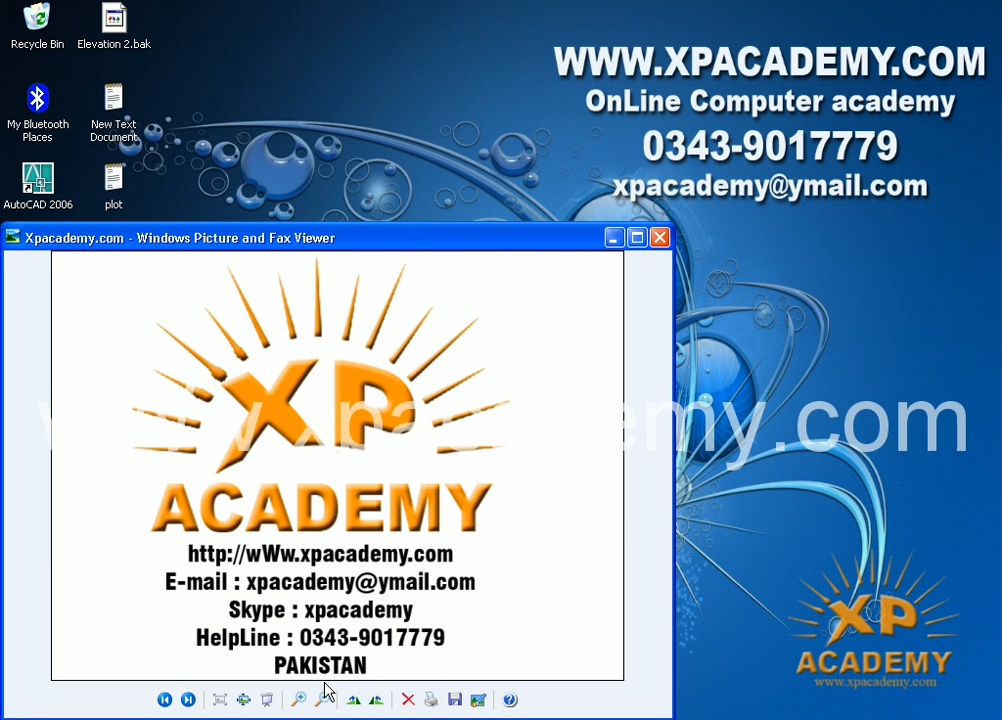 Recycle Bin
Elevation 2.bak
My Bluetooth
Places
New Text
Document
AutoCAD 2006
plot
WWW.XPACADEMY.COM
OnLine Computer academy
0343-9017779
xpacademy@ymail.com
Xpacademy.com - Windows Picture and Fax Viewer
XP
ACADEMY
http://wWw.xpacademy.com
E-mail : xpacademy@ymail.com
Skype : xpacademy
HelpLine : 0343-9017779
PAKISTAN
www.xpacademy.com
XP
ACADEMY
www.xpacademy.com